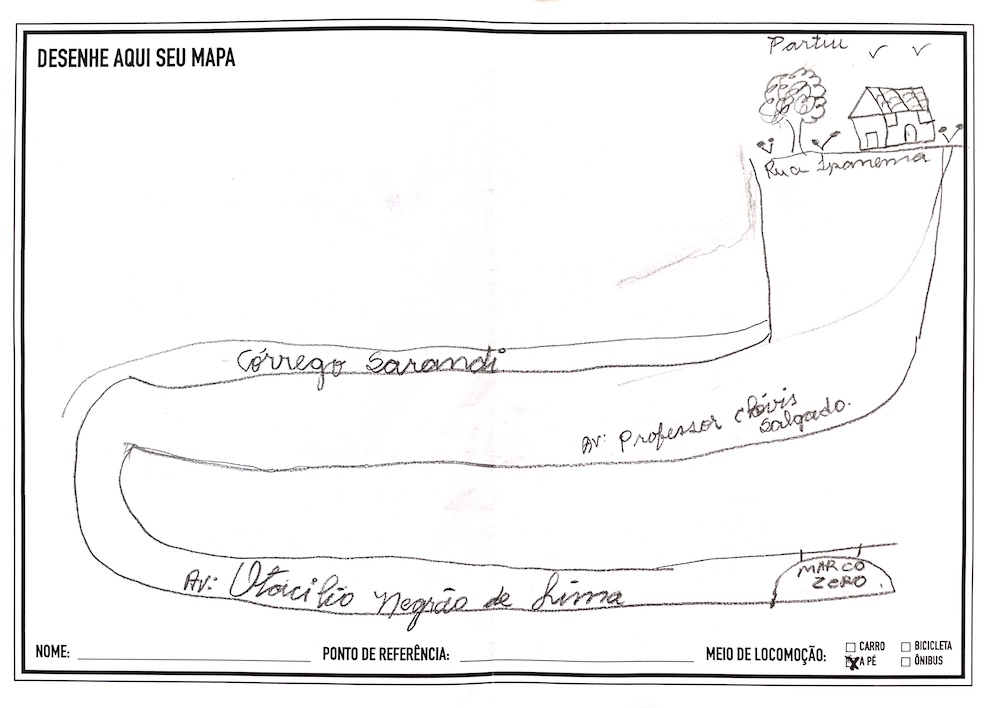 DESENHE AQUI SEU MAPA
Partiu
Rua Ipanema
Córrego Sarandi
Av: Professor Clóvis
Salgado.
MARCO
ZERO
Av: Otacilio Negrão de Lima
NOME:
PONTO DE REFERÊNCIA:
MEIO DE LOCOMOÇÃO:
CARRO
BICICLETA
A PÉ
ÔNIBUS